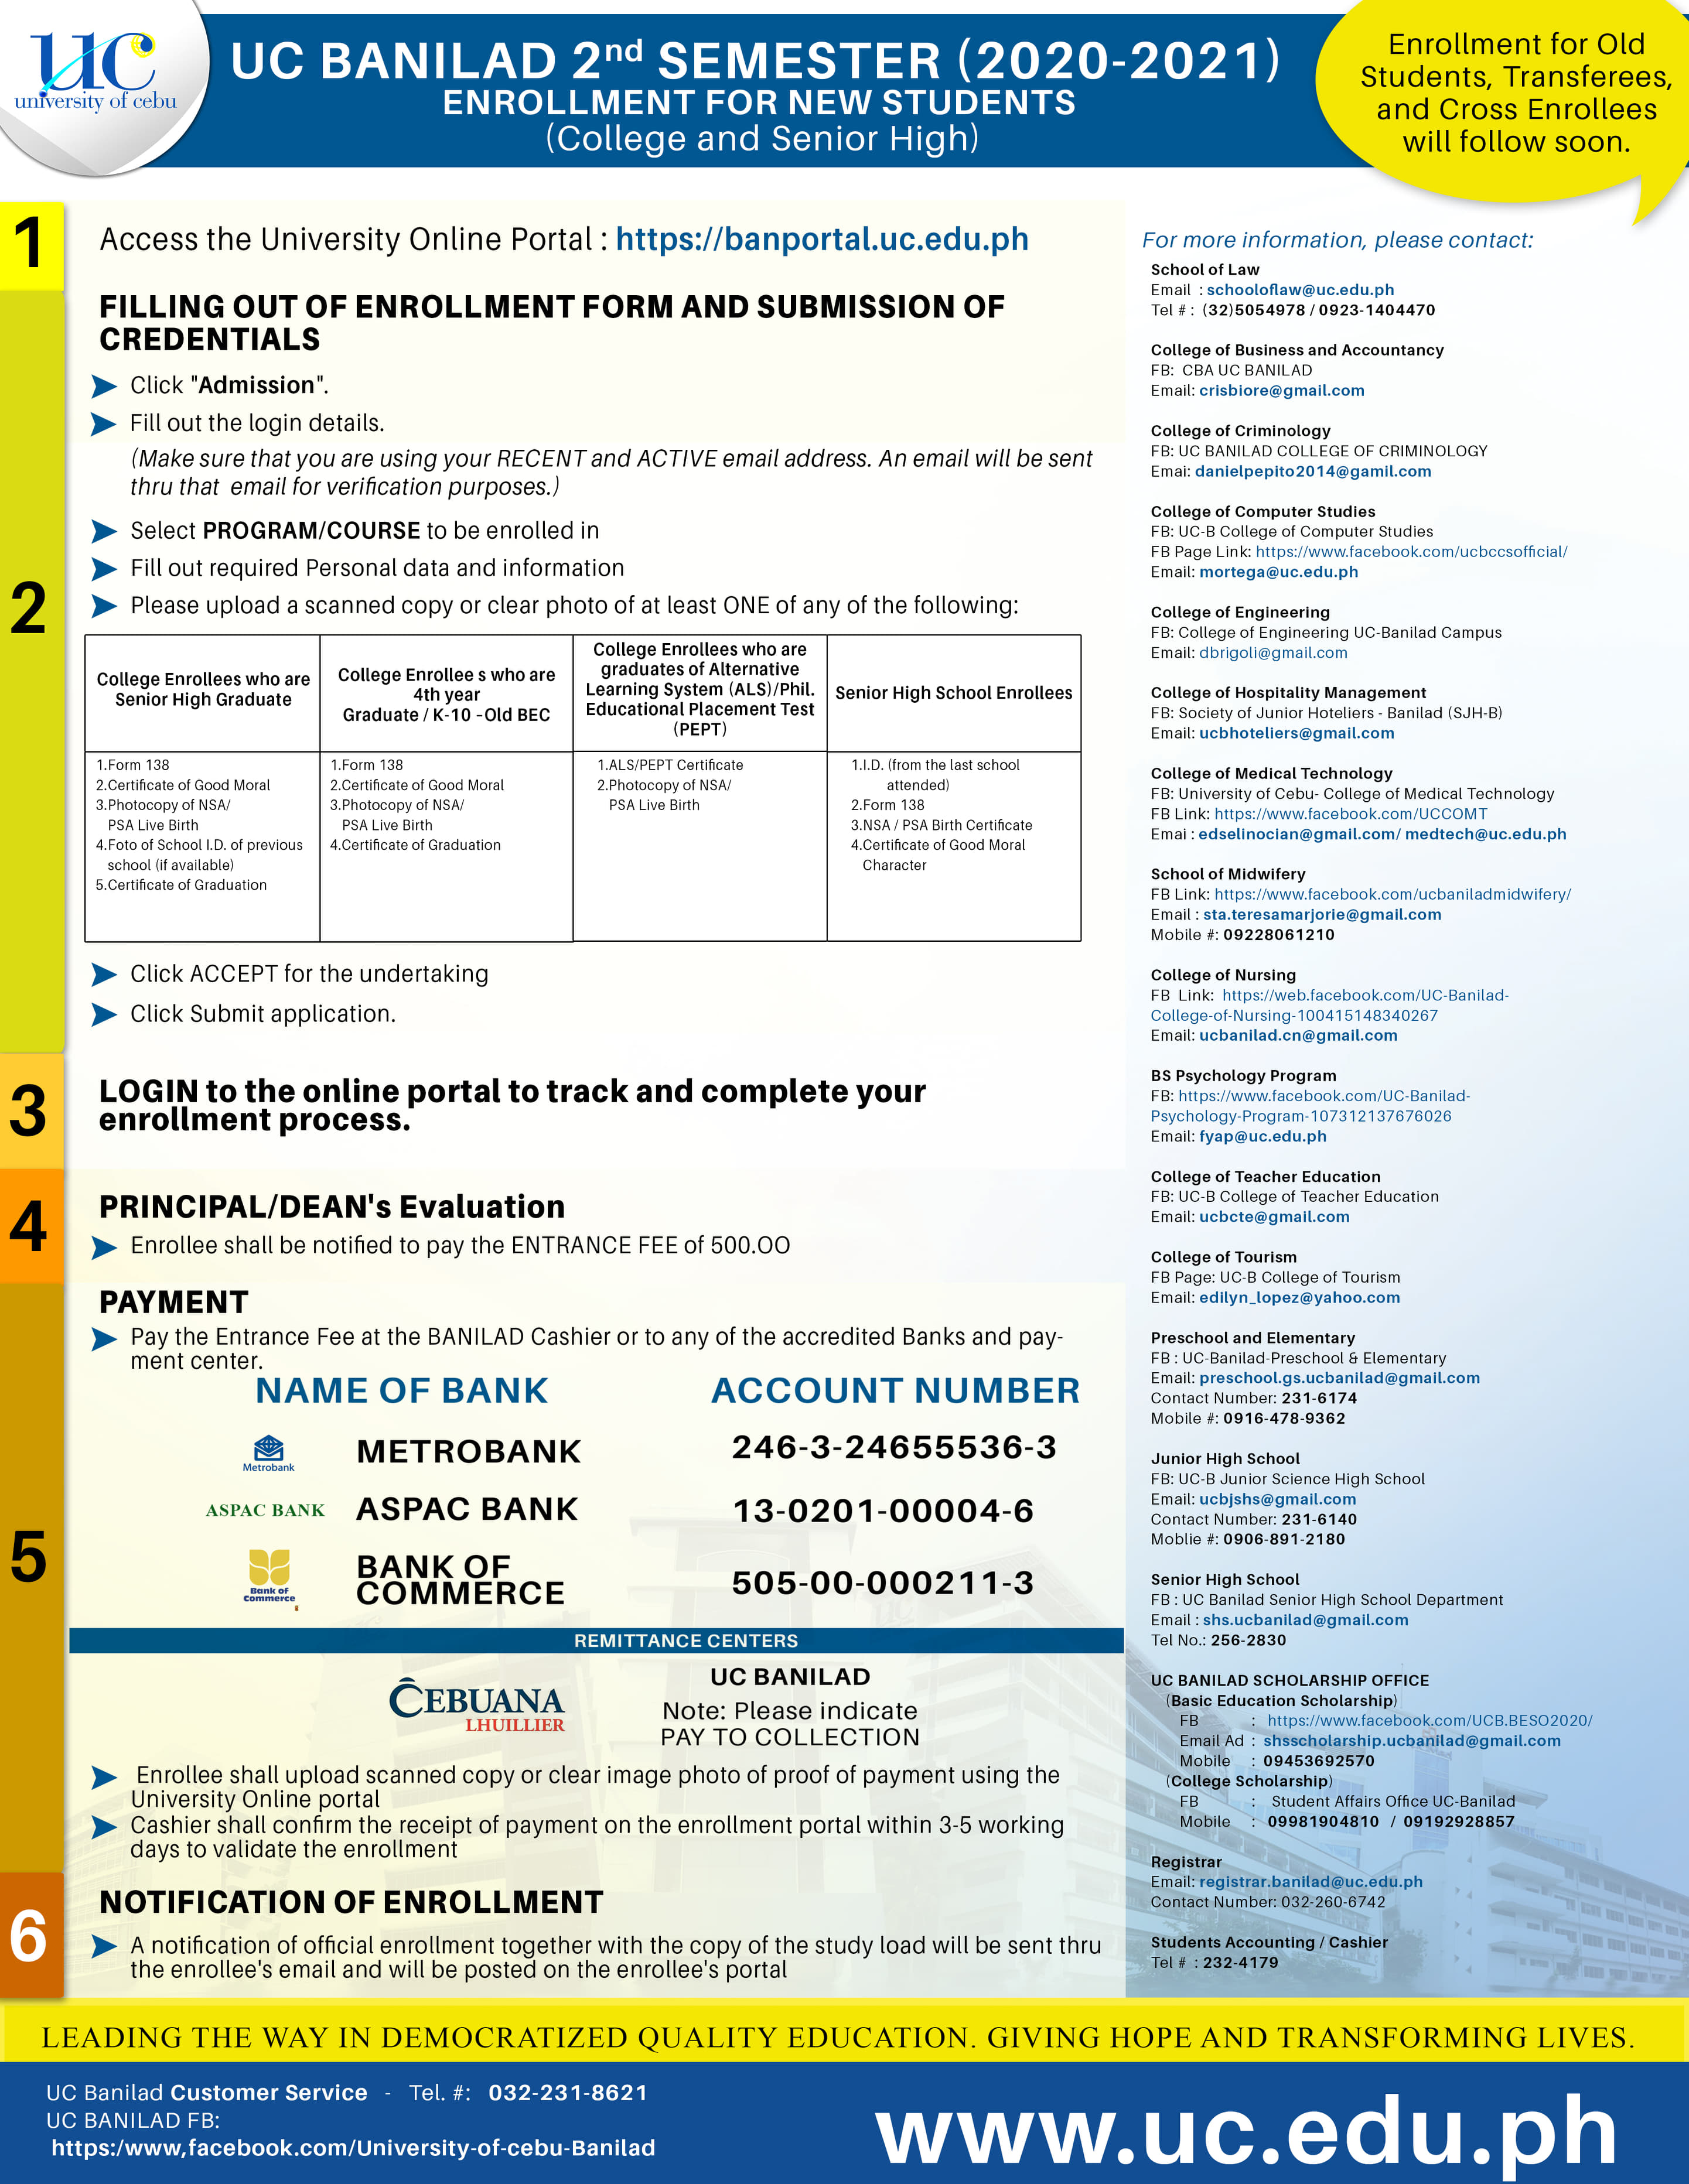 uc
university of cebu
UC BANILAD 2nd SEMESTER (2020-2021)
ENROLLMENT FOR NEW STUDENTS
(College and Senior High)
Enrollment for Old
Students, Transferees,
and Cross Enrollees
will follow soon.
1
Access the University Online Portal : https://banportal.uc.edu.ph
2
FILLING OUT OF ENROLLMENT FORM AND SUBMISSION OF
CREDENTIALS
Click "Admission".
Fill out the login details.
(Make sure that you are using your RECENT and ACTIVE email address. An email will be sent
thru that email for verification purposes.)
Select PROGRAM/COURSE to be enrolled in
Fill out required Personal data and information
Please upload a scanned copy or clear photo of at least ONE of any of the following:
College Enrollees who are
Senior High Graduate
1.Form 138
2.Certificate of Good Moral
3.Photocopy of NSA/
PSA Live Birth
4.Foto of School I.D. of previous
school (if available)
5.Certificate of Graduation
College Enrollee s who are
4th year
Graduate / K-10 -Old BEC
1.Form 138
2.Certificate of Good Moral
3.Photocopy of NSA/
PSA Live Birth
4.Certificate of Graduation
College Enrollees who are
graduates of Alternative
Learning System (ALS)/Phil.
Educational Placement Test
(PEPT)
1.ALS/PEPT Certificate
2.Photocopy of NSA/
PSA Live Birth
Senior High School Enrollees
1.I.D. (from the last school
attended)
2.Form 138
3.NSA / PSA Birth Certificate
4.Certificate of Good Moral
Character
Click ACCEPT for the undertaking
Click Submit application.
3
LOGIN to the online portal to track and complete your
enrollment process.
4
PRINCIPAL/DEAN's Evaluation
Enrollee shall be notified to pay the ENTRANCE FEE of 500.OO
5
PAYMENT
Pay the Entrance Fee at the BANILAD Cashier or to any of the accredited Banks and pay-
ment center.
NAME OF BANK ACCOUNT NUMBER
Metrobank METROBANK 246-3-24655536-3
ASPAC BANK ASPAC BANK 13-0201-00004-6
Bank of
Commerce
BANK OF
COMMERCE
505-00-000211-3
REMITTANCE CENTERS
CEBUANA
LHUILLIER
UC BANILAD
Note: Please indicate
PAY TO COLLECTION
Enrollee shall upload scanned copy or clear image photo of proof of payment using the
University Online portal
Cashier shall confirm the receipt of payment on the enrollment portal within 3-5 working
days to validate the enrollment
6
NOTIFICATION OF ENROLLMENT
A notification of official enrollment together with the copy of the study load will be sent thru
the enrollee's email and will be posted on the enrollee's portal
For more information, please contact:
School of Law
Email : schooloflaw@uc.edu.ph
Tel # : (32)5054978 / 0923-1404470
College of Business and Accountancy
FB: CBA UC BANILAD
Email: crisbiore@gmail.com
College of Criminology
FB: UC BANILAD COLLEGE OF CRIMINOLOGY
Emai: danielpepito2014@gamil.com
College of Computer Studies
FB: UC-B College of Computer Studies
FB Page Link: https://www.facebook.com/ucbccsofficial/
Email: mortega@uc.edu.ph
College of Engineering
FB: College of Engineering UC-Banilad Campus
Email: dbrigoli@gmail.com
College of Hospitality Management
FB: Society of Junior Hoteliers - Banilad (SJH-B)
Email: ucbhoteliers@gmail.com
College of Medical Technology
FB: University of Cebu- College of Medical Technology
FB Link: https://www.facebook.com/UCCOMT
Emai : edselinocian@gmail.com/ medtech@uc.edu.ph
School of Midwifery
FB Link: https://www.facebook.com/ucbaniladmidwifery/
Email : sta.teresamarjorie@gmail.com
Mobile #: 09228061210
College of Nursing
FB Link: https://web.facebook.com/UC-Banilad-
College-of-Nursing-100415148340267
Email: ucbanilad.cn@gmail.com
BS Psychology Program
FB: https://www.facebook.com/UC-Banilad-
Psychology-Program-107312137676026
Email: fyap@uc.edu.ph
College of Teacher Education
FB: UC-B College of Teacher Education
Email: ucbcte@gmail.com
College of Tourism
FB Page: UC-B College of Tourism
Email: edilyn_lopez@yahoo.com
Preschool and Elementary
FB : UC-Banilad-Preschool & Elementary
Email: preschool.gs.ucbanilad@gmail.com
Contact Number: 231-6174
Mobile #: 0916-478-9362
Junior High School
FB: UC-B Junior Science High School
Email: ucbjshs@gmail.com
Contact Number: 231-6140
Moblie #: 0906-891-2180
Senior High School
FB : UC Banilad Senior High School Department
Email : shs.ucbanilad@gmail.com
Tel No.: 256-2830
UC BANILAD SCHOLARSHIP OFFICE
(Basic Education Scholarship)
FB : https://www.facebook.com/UCB.BESO2020/
Email Ad : shsscholarship.ucbanilad@gmail.com
Mobile : 09453692570
(College Scholarship)
FB : Student Affairs Office UC-Banilad
Mobile : 09981904810 / 09192928857
Registrar
Email: registrar.banilad@uc.edu.ph
Contact Number: 032-260-6742
Students Accounting / Cashier
Tel # : 232-4179
LEADING THE WAY IN DEMOCRATIZED QUALITY EDUCATION. GIVING HOPE AND TRANSFORMING LIVES.
UC Banilad Customer Service - Tel. #: 032-231-8621
UC BANILAD FB:
https:/www,facebook.com/University-of-cebu-Banilad
www.uc.edu.ph